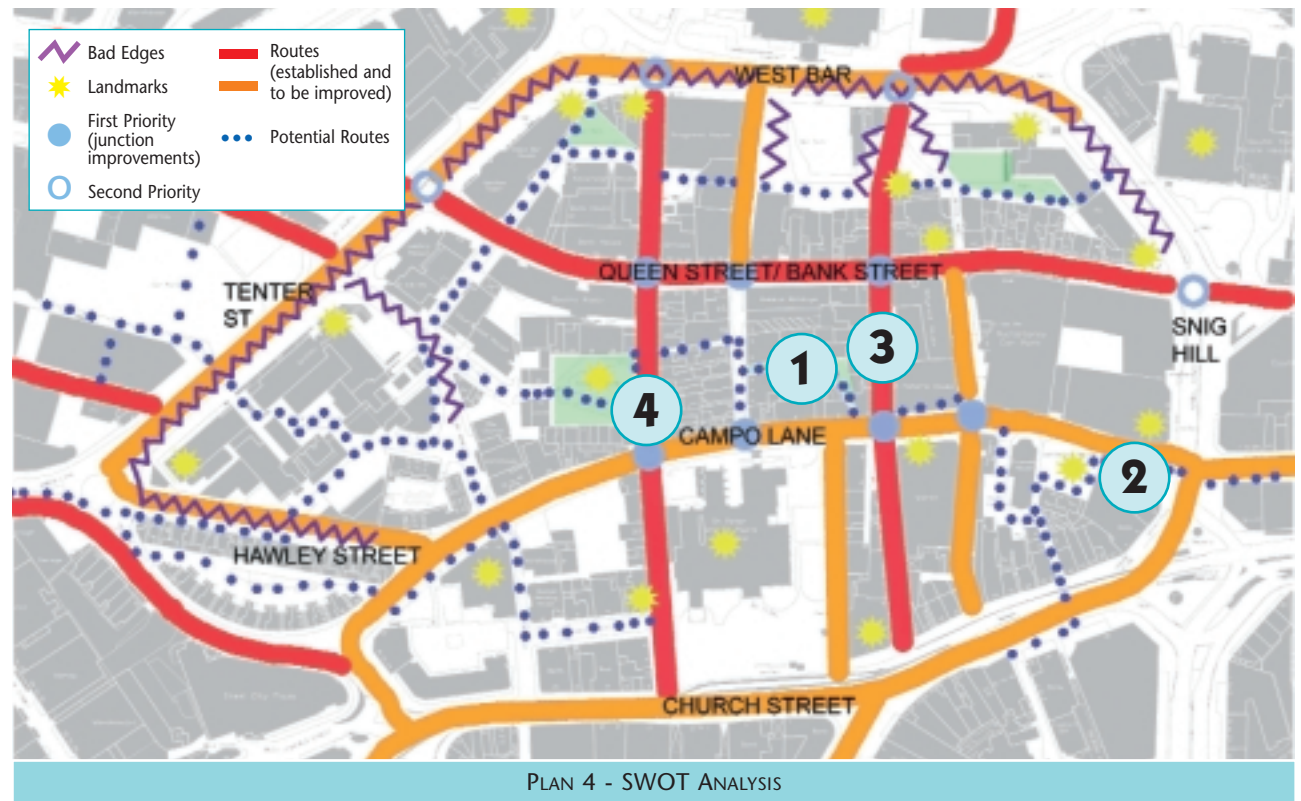 Bad Edges
Landmarks
First Priority
(junction
improvements)
Second Priority
Routes
(established and
to be improved)
Potential Routes
WEST BAR
QUEEN STREET/ BANK STREET
TENTER
ST
SNIG
HILL
1
3
4
CAMPO LANE
2
HAWLEY STREET
CHURCH STREET
PLAN 4 - SWOT ANALYSIS